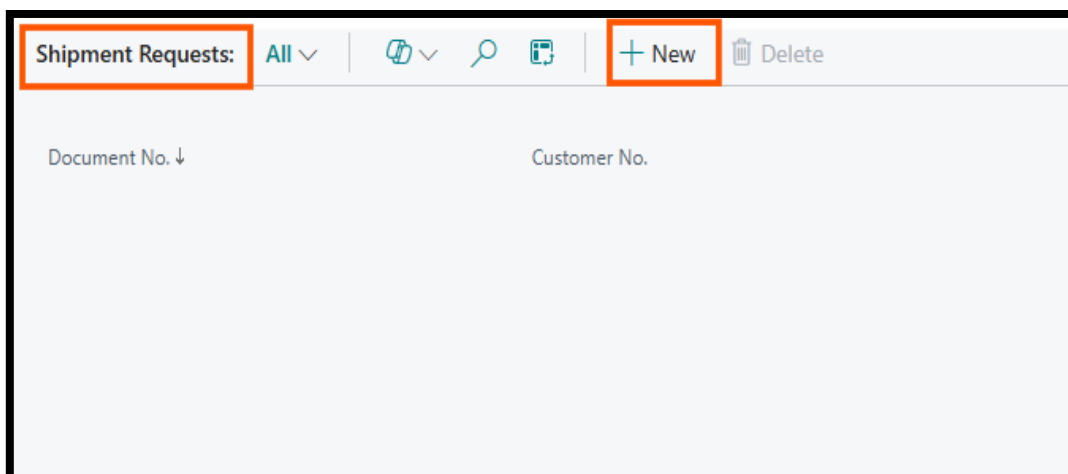 Shipment Requests: All + New Delete
Document No. ↓ Customer No.